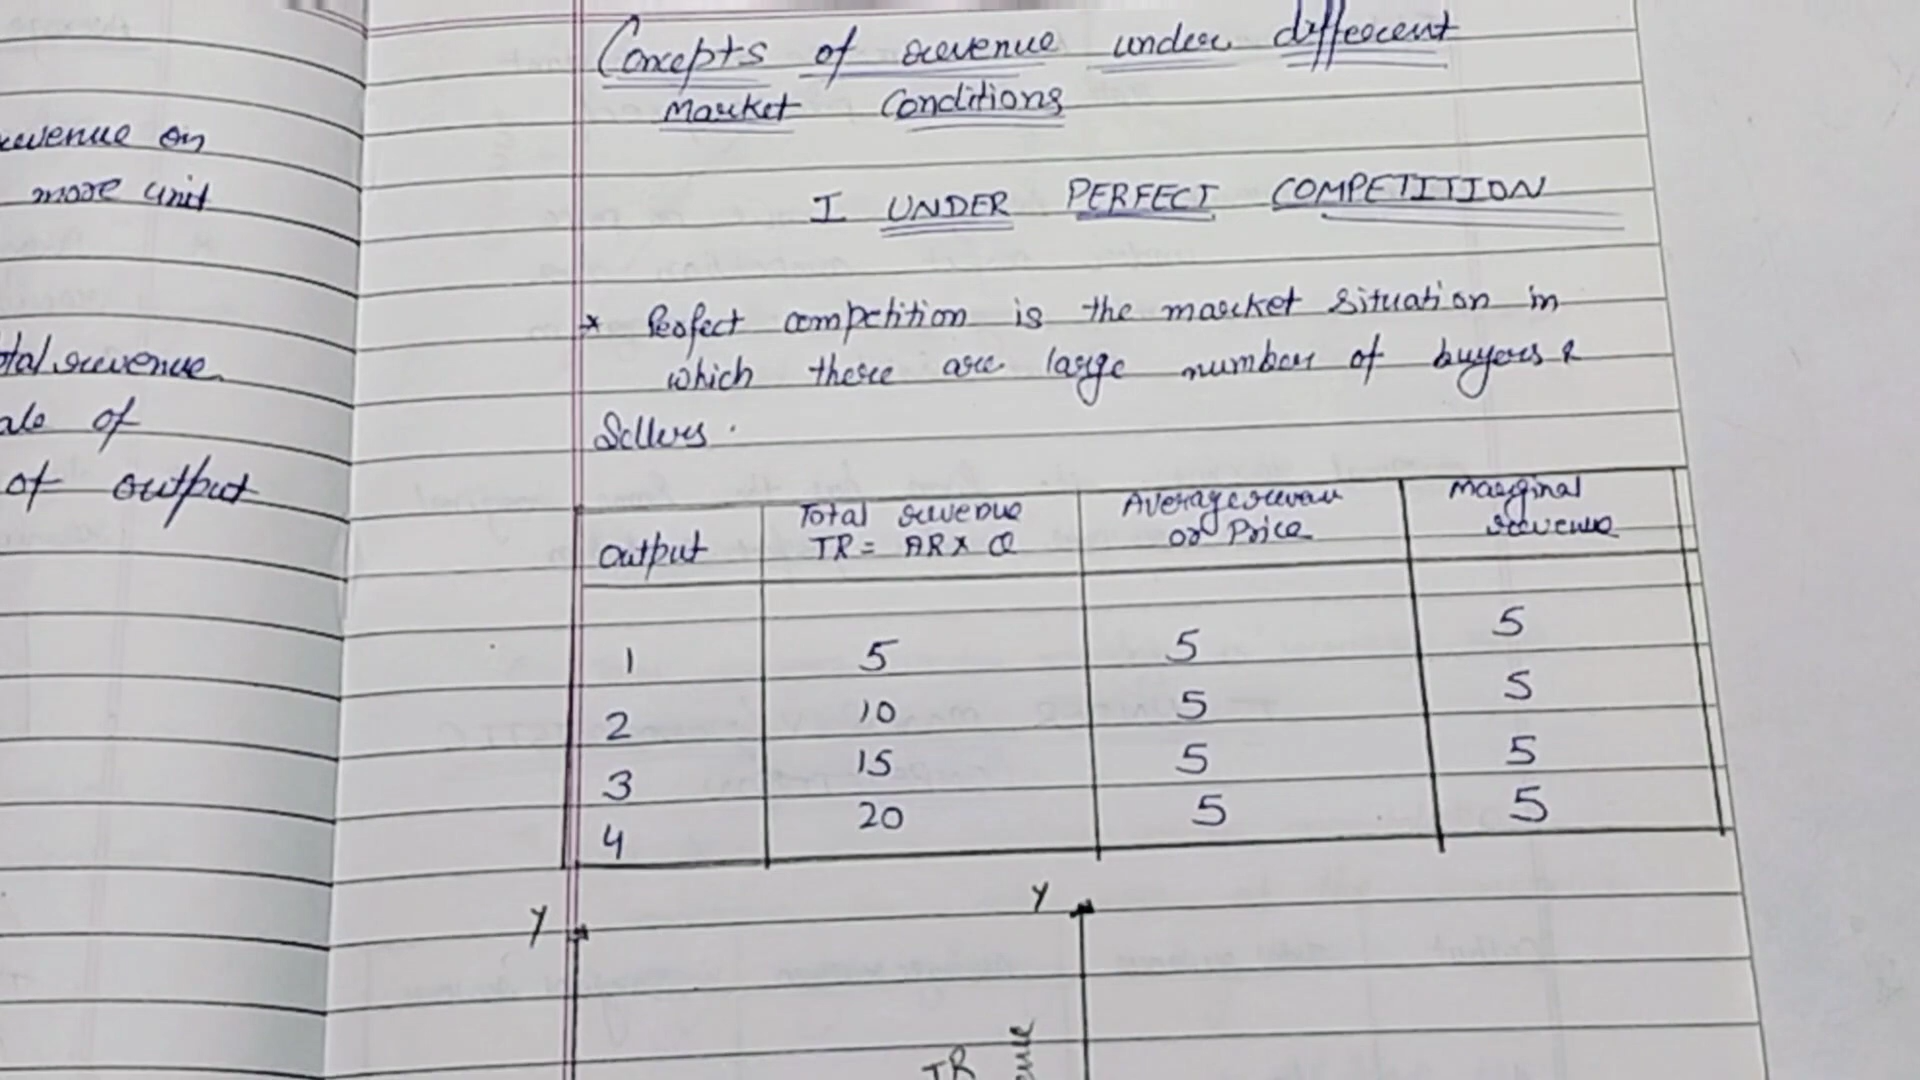 revenue on
more unit
total revenue
sale of
of output
Concepts of revenue under different
Market Conditions
I UNDER PERFECT COMPETITION
* Perfect competition is the market situation in
which there are large number of buyers &
Sellers.
Output | Total revenue TR = AR x Q | Average revenue or Price | Marginal revenue
1 5 5 5
2 10 5 5
3 15 5 5
4 20 5 5
Y Y
TR